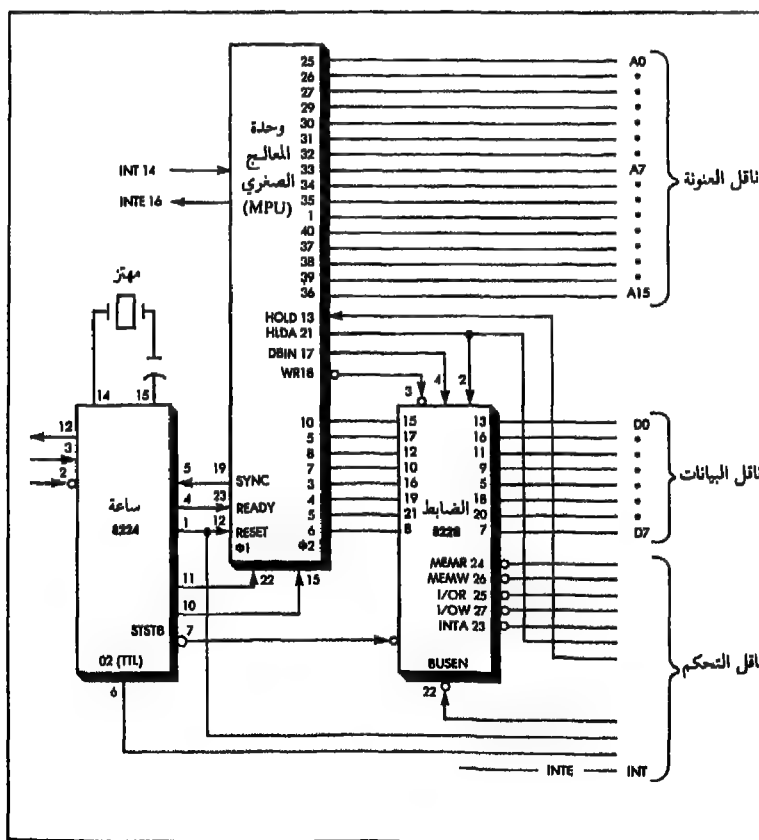 25 A0
26
27
29
30
31
32
33 A7
34
35
1
40
37
38
39
36 A15
وحدة
المعالج
الصغري
(MPU)
ناقل العنونة
INT 14
INTE 16
مهتز
14 15
HOLD 13
HLDA 21
DBIN 17
WR18
3 4 2
12
3
2
ساعة
8224
5 19 SYNC
4 23 READY
1 12 RESET
Φ1 Φ2
11 22 15
10
STSTB 7
02 (TTL)
6
10 15 13 D0
5 17 16
8 12 11
7 10 9
3 16 5
4 19 18
5 21 20
6 8 7 D7
الضابط
8228
ناقل البيانات
MEMR 24
MEMW 26
I/OR 25
I/OW 27
INTA 23
BUSEN
22
ناقل التحكم
INTE INT